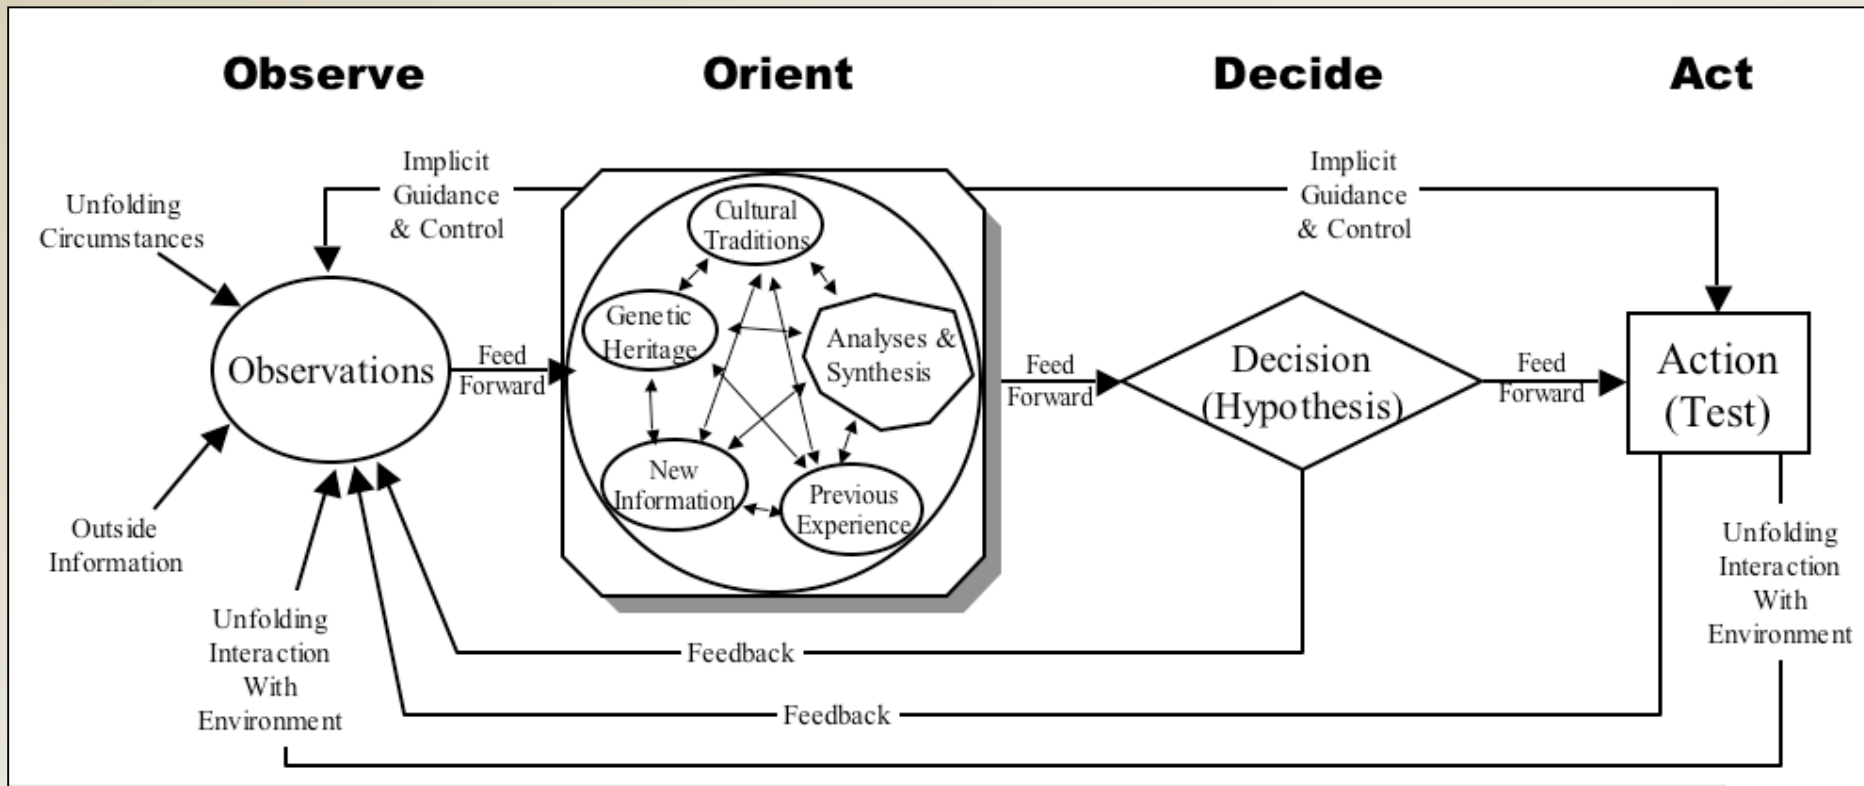 Observe
Orient
Decide
Act
Implicit
Guidance
& Control
Implicit
Guidance
& Control
Unfolding
Circumstances
Cultural
Traditions
Genetic
Heritage
Analyses &
Synthesis
New
Information
Previous
Experience
Observations
Feed
Forward
Feed
Forward
Decision
(Hypothesis)
Feed
Forward
Action
(Test)
Outside
Information
Unfolding
Interaction
With
Environment
Unfolding
Interaction
With
Environment
Feedback
Feedback